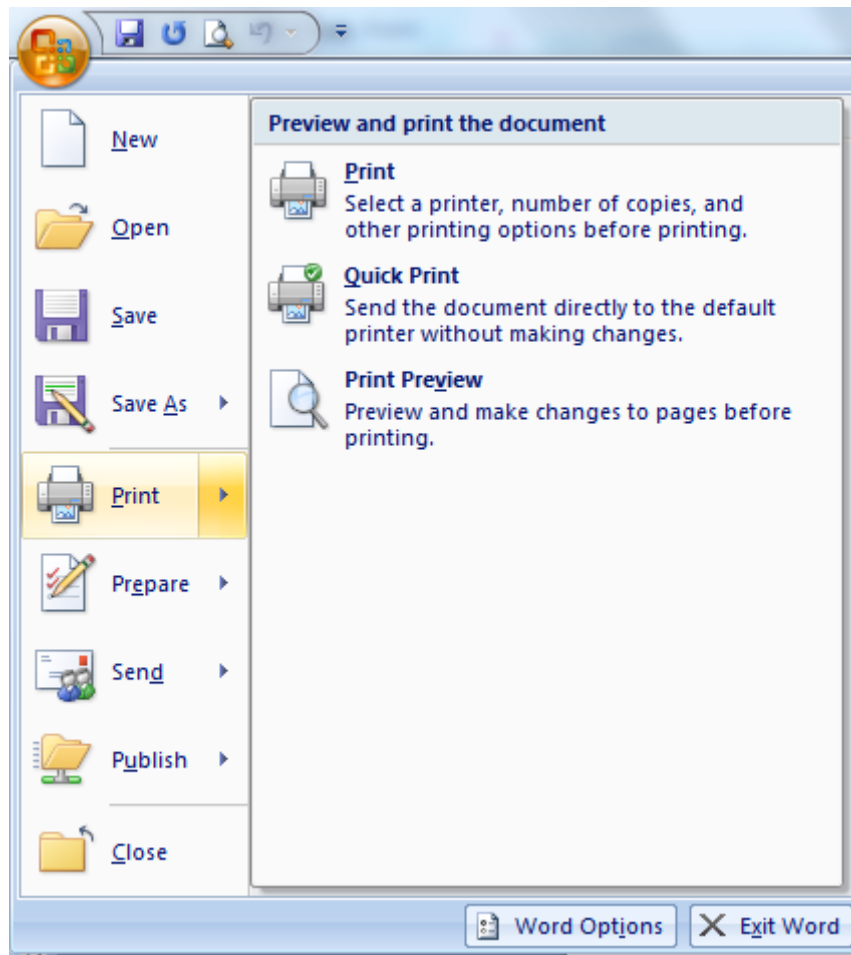 New
Open
Save
Save As
Print
Prepare
Send
Publish
Close
Preview and print the document
Print
Select a printer, number of copies, and
other printing options before printing.
Quick Print
Send the document directly to the default
printer without making changes.
Print Preview
Preview and make changes to pages before
printing.
Word Options
Exit Word